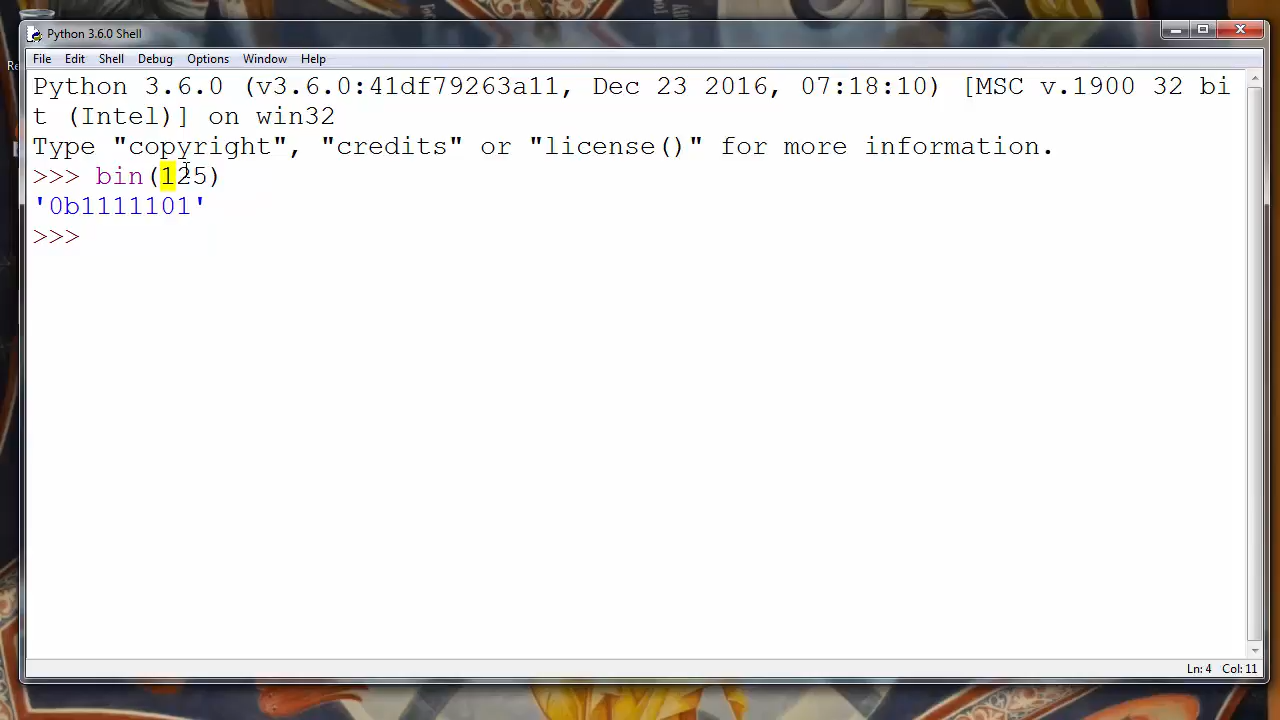 Python 3.6.0 Shell
File Edit Shell Debug Options Window Help
Python 3.6.0 (v3.6.0:41df79263a11, Dec 23 2016, 07:18:10) [MSC v.1900 32 bi
t (Intel)] on win32
Type "copyright", "credits" or "license()" for more information.
>>> bin(125)
'0b1111101'
>>>
Ln: 4 Col: 11